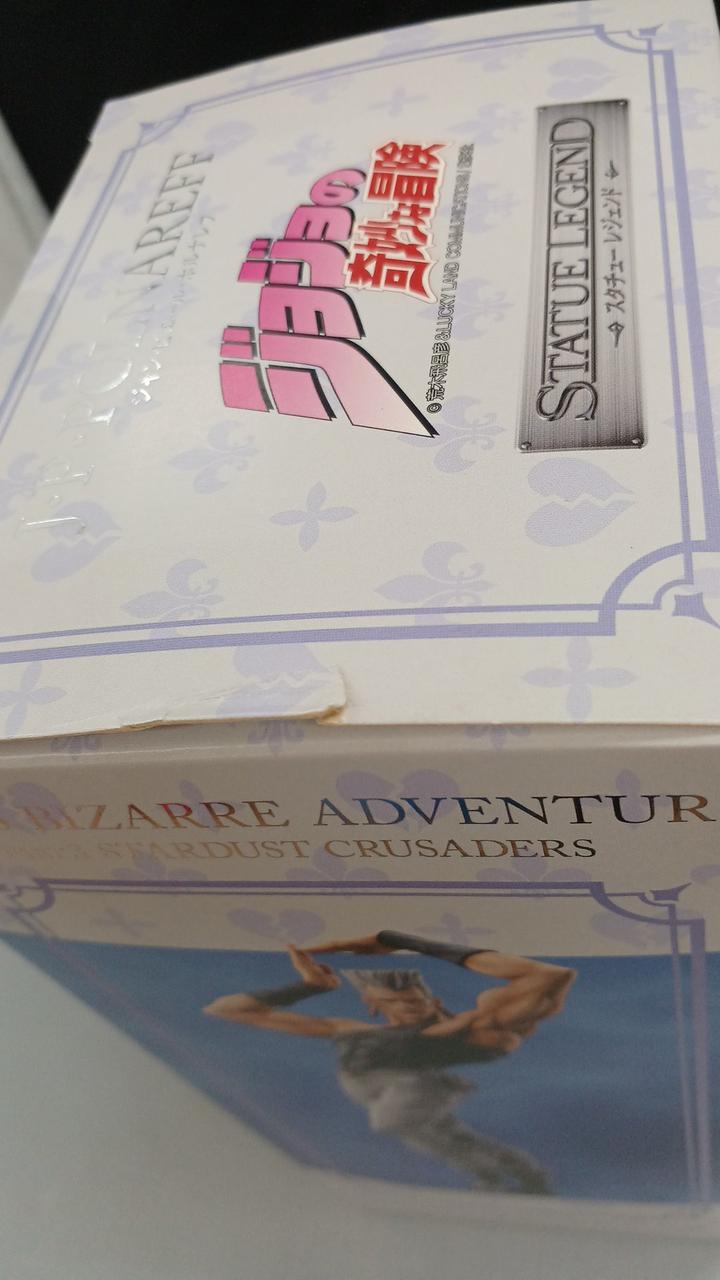 J・P・POLNAREFF
ジョジョの
奇妙な冒険
© 荒木飛呂彦&LUCKY LAND COMMUNICATIONS/集英社
STATUE LEGEND
スタチューレジェンド
BIZARRE ADVENTUR
STARDUST CRUSADERS